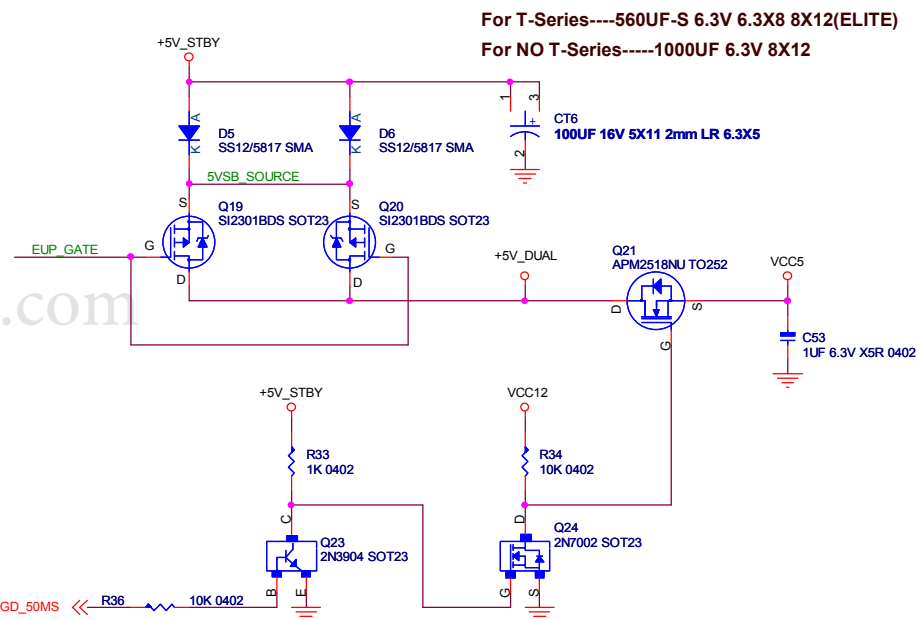 For T-Series----560UF-S 6.3V 6.3X8 8X12(ELITE)
For NO T-Series-----1000UF 6.3V 8X12
+5V_STBY
1
3
A
D5
SS12/5817 SMA
K
A
D6
SS12/5817 SMA
K
+
CT6
100UF 16V 5X11 2mm LR 6.3X5
2
5VSB_SOURCE
S
Q19
SI2301BDS SOT23
S
Q20
SI2301BDS SOT23
EUP_GATE
G
G
D
D
+5V_DUAL
Q21
APM2518NU TO252
VCC5
D
S
G
C53
1UF 6.3V X5R 0402
.com
+5V_STBY
VCC12
R33
1K 0402
R34
10K 0402
C
Q23
2N3904 SOT23
B
E
D
Q24
2N7002 SOT23
G
S
GD_50MS
R36
10K 0402